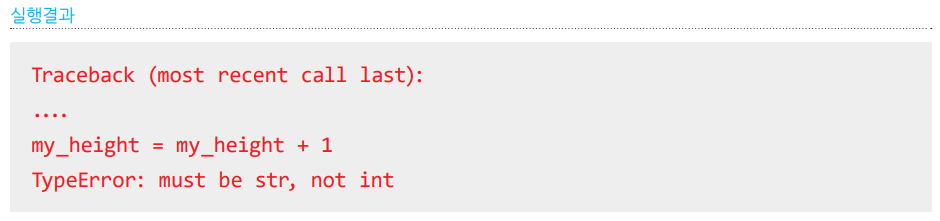 실행결과
Traceback (most recent call last):
....
my_height = my_height + 1
TypeError: must be str, not int